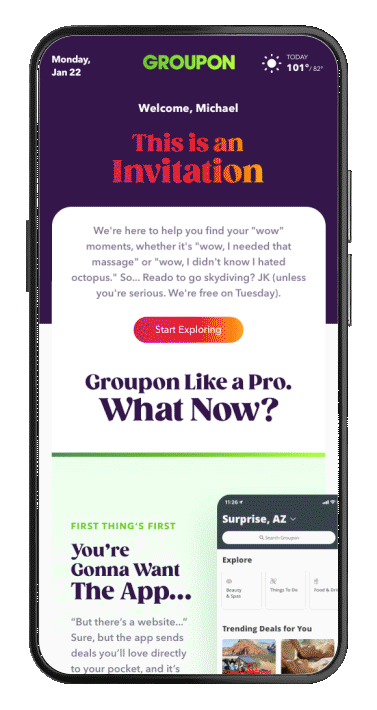 Monday,
Jan 22
GROUPON
TODAY
101°/ 82°
Welcome, Michael
This is an
Invitation
We're here to help you find your "wow"
moments, whether it's "wow, I needed that
massage" or "wow, I didn't know I hated
octopus." So... Reado to go skydiving? JK (unless
you're serious. We're free on Tuesday).
Start Exploring
Groupon Like a Pro.
What Now?
FIRST THING'S FIRST
You're
Gonna Want
The App...
"But there's a website..."
Sure, but the app sends
deals you'll love directly
to your pocket, and it's
11:26
Surprise, AZ
Search Groupon
Explore
Beauty
& Spas
Things To Do
Food & Dri
Trending Deals for You